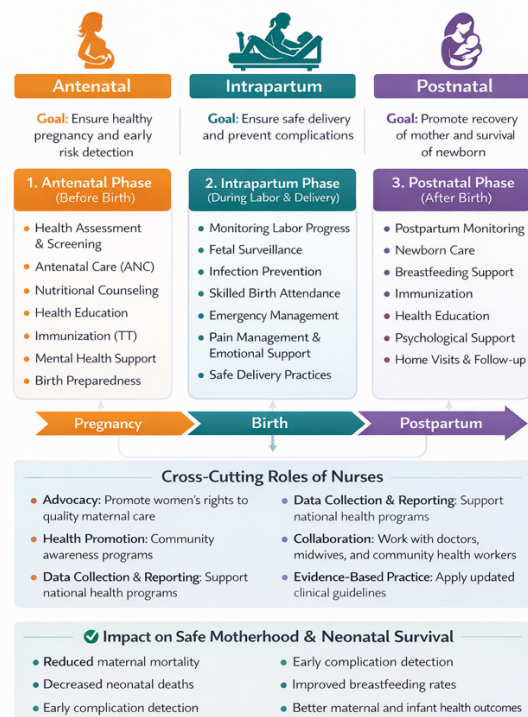 Antenatal
Intrapartum
Postnatal
Goal: Ensure healthy
pregnancy and early
risk detection
Goal: Ensure safe delivery
and prevent complications
Goal: Promote recovery
of mother and survival
of newborn
1. Antenatal Phase
(Before Birth)
• Health Assessment
& Screening
• Antenatal Care (ANC)
• Nutritional Counseling
• Health Education
• Immunization (TT)
• Mental Health Support
• Birth Preparedness
2. Intrapartum Phase
(During Labor & Delivery)
• Monitoring Labor Progress
• Fetal Surveillance
• Infection Prevention
• Skilled Birth Attendance
• Emergency Management
• Pain Management &
Emotional Support
• Safe Delivery Practices
3. Postnatal Phase
(After Birth)
• Postpartum Monitoring
• Newborn Care
• Breastfeeding Support
• Immunization
• Health Education
• Psychological Support
• Home Visits & Follow-up
Pregnancy
Birth
Postpartum
Cross-Cutting Roles of Nurses
• Advocacy: Promote women's rights to
quality maternal care
• Health Promotion: Community
awareness programs
• Data Collection & Reporting: Support
national health programs
• Data Collection & Reporting: Support
national health programs
• Collaboration: Work with doctors,
midwives, and community health workers
• Evidence-Based Practice: Apply updated
clinical guidelines
Impact on Safe Motherhood & Neonatal Survival
• Reduced maternal mortality
• Decreased neonatal deaths
• Early complication detection
• Early complication detection
• Improved breastfeeding rates
• Better maternal and infant health outcomes